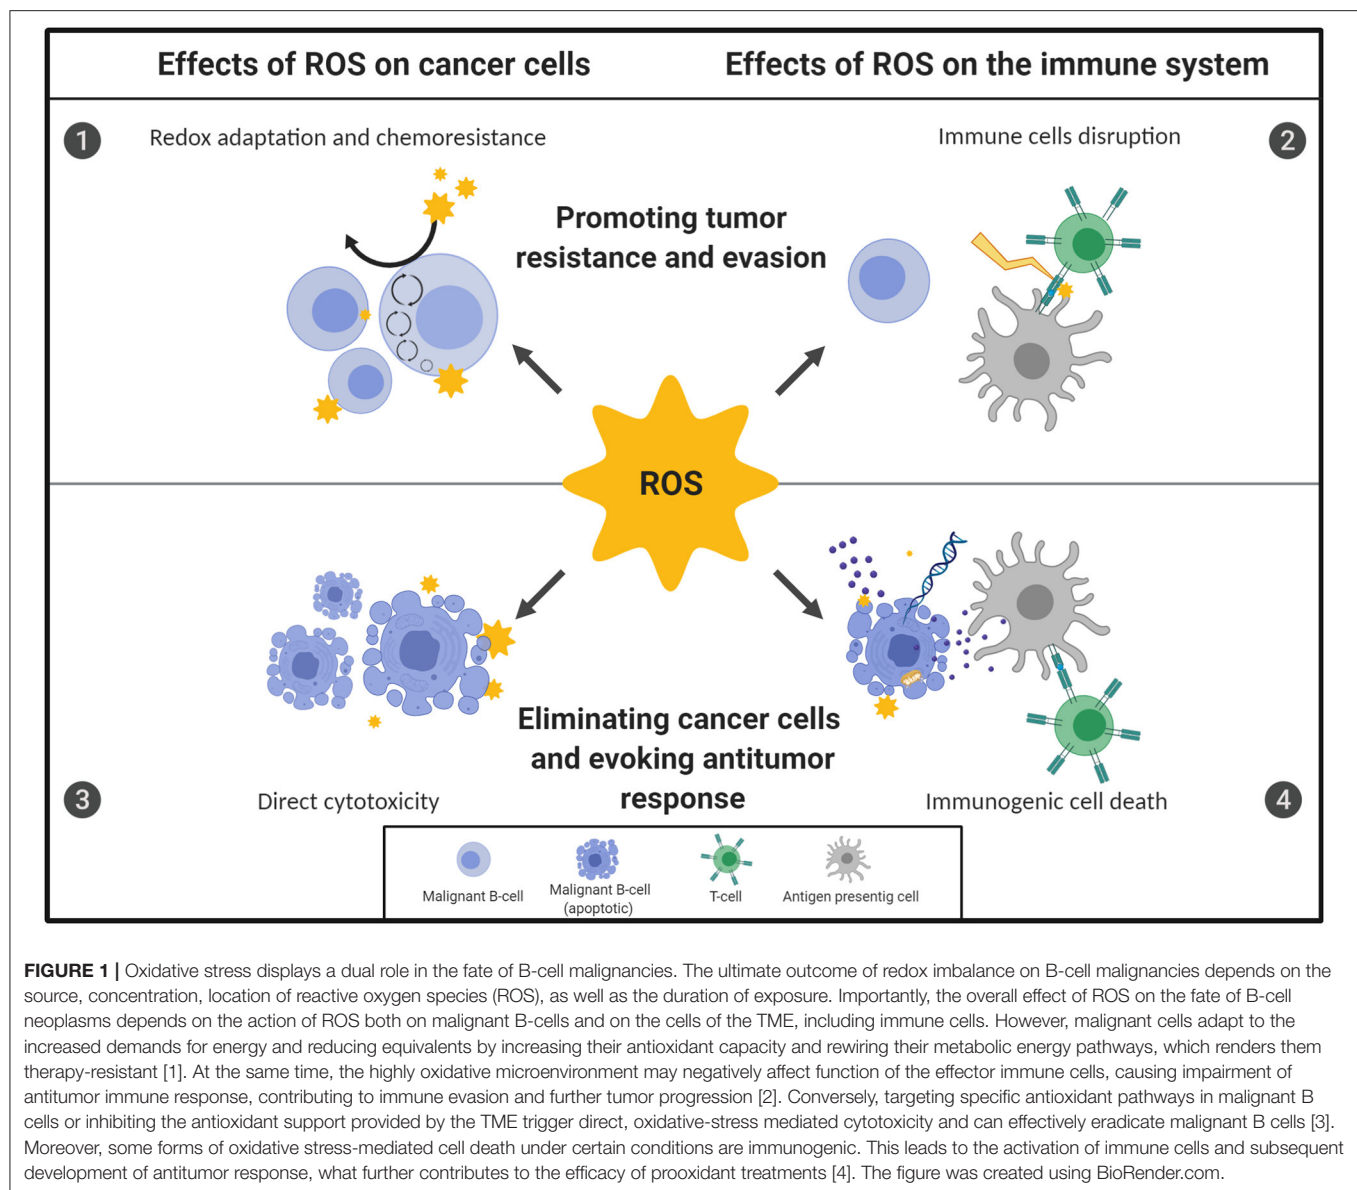 Effects of ROS on cancer cells
Effects of ROS on the immune system
1
Redox adaptation and chemoresistance
Immune cells disruption
2
Promoting tumor
resistance and evasion
ROS
Eliminating cancer cells
and evoking antitumor
response
3
Direct cytotoxicity
Immunogenic cell death
4
Malignant B-cell
Malignant B-cell
(apoptotic)
T-cell
Antigen presentig cell
FIGURE 1 | Oxidative stress displays a dual role in the fate of B-cell malignancies. The ultimate outcome of redox imbalance on B-cell malignancies depends on the
source, concentration, location of reactive oxygen species (ROS), as well as the duration of exposure. Importantly, the overall effect of ROS on the fate of B-cell
neoplasms depends on the action of ROS both on malignant B-cells and on the cells of the TME, including immune cells. However, malignant cells adapt to the
increased demands for energy and reducing equivalents by increasing their antioxidant capacity and rewiring their metabolic energy pathways, which renders them
therapy-resistant [1]. At the same time, the highly oxidative microenvironment may negatively affect function of the effector immune cells, causing impairment of
antitumor immune response, contributing to immune evasion and further tumor progression [2]. Conversely, targeting specific antioxidant pathways in malignant B
cells or inhibiting the antioxidant support provided by the TME trigger direct, oxidative-stress mediated cytotoxicity and can effectively eradicate malignant B cells [3].
Moreover, some forms of oxidative stress-mediated cell death under certain conditions are immunogenic. This leads to the activation of immune cells and subsequent
development of antitumor response, what further contributes to the efficacy of prooxidant treatments [4]. The figure was created using BioRender.com.